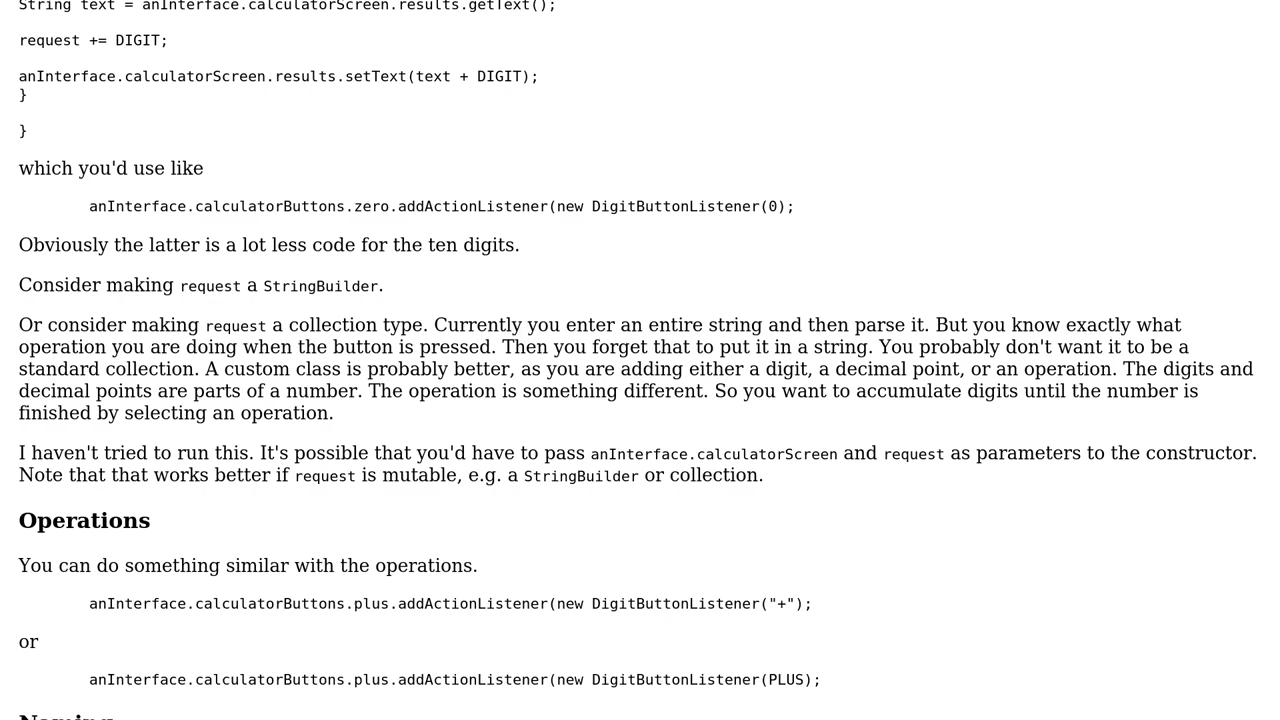 String text = anInterface.calculatorScreen.results.getText();
request += DIGIT;
anInterface.calculatorScreen.results.setText(text + DIGIT);
}
}
which you'd use like
anInterface.calculatorButtons.zero.addActionListener(new DigitButtonListener(0);
Obviously the latter is a lot less code for the ten digits.
Consider making request a StringBuilder.
Or consider making request a collection type. Currently you enter an entire string and then parse it. But you know exactly what
operation you are doing when the button is pressed. Then you forget that to put it in a string. You probably don't want it to be a
standard collection. A custom class is probably better, as you are adding either a digit, a decimal point, or an operation. The digits and
decimal points are parts of a number. The operation is something different. So you want to accumulate digits until the number is
finished by selecting an operation.
I haven't tried to run this. It's possible that you'd have to pass anInterface.calculatorScreen and request as parameters to the constructor.
Note that that works better if request is mutable, e.g. a StringBuilder or collection.
Operations
You can do something similar with the operations.
anInterface.calculatorButtons.plus.addActionListener(new DigitButtonListener("+");
or
anInterface.calculatorButtons.plus.addActionListener(new DigitButtonListener(PLUS);